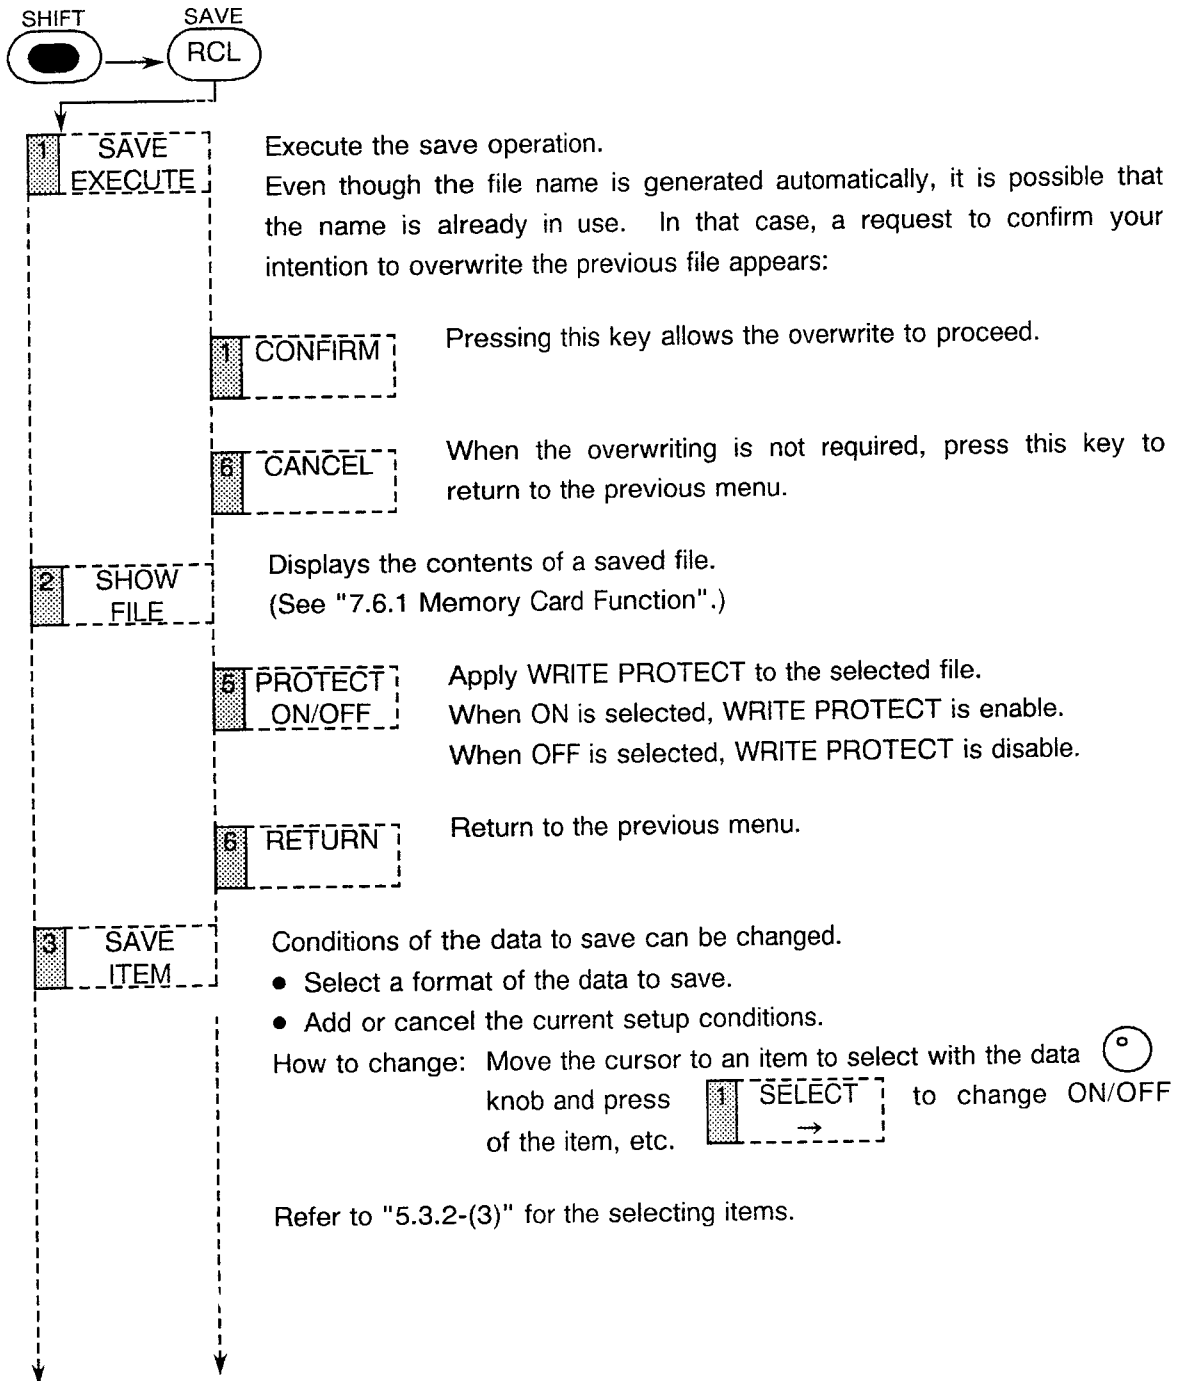 SHIFT SAVE
RCL
1 SAVE
EXECUTE
Execute the save operation.
Even though the file name is generated automatically, it is possible that
the name is already in use. In that case, a request to confirm your
intention to overwrite the previous file appears:
1 CONFIRM
Pressing this key allows the overwrite to proceed.
6 CANCEL
When the overwriting is not required, press this key to
return to the previous menu.
2 SHOW
FILE
Displays the contents of a saved file.
(See "7.6.1 Memory Card Function".)
5 PROTECT
ON/OFF
Apply WRITE PROTECT to the selected file.
When ON is selected, WRITE PROTECT is enable.
When OFF is selected, WRITE PROTECT is disable.
6 RETURN
Return to the previous menu.
3 SAVE
ITEM
Conditions of the data to save can be changed.
● Select a format of the data to save.
● Add or cancel the current setup conditions.
How to change: Move the cursor to an item to select with the data
knob and press 1 SELECT to change ON/OFF
of the item, etc. →
Refer to "5.3.2-(3)" for the selecting items.